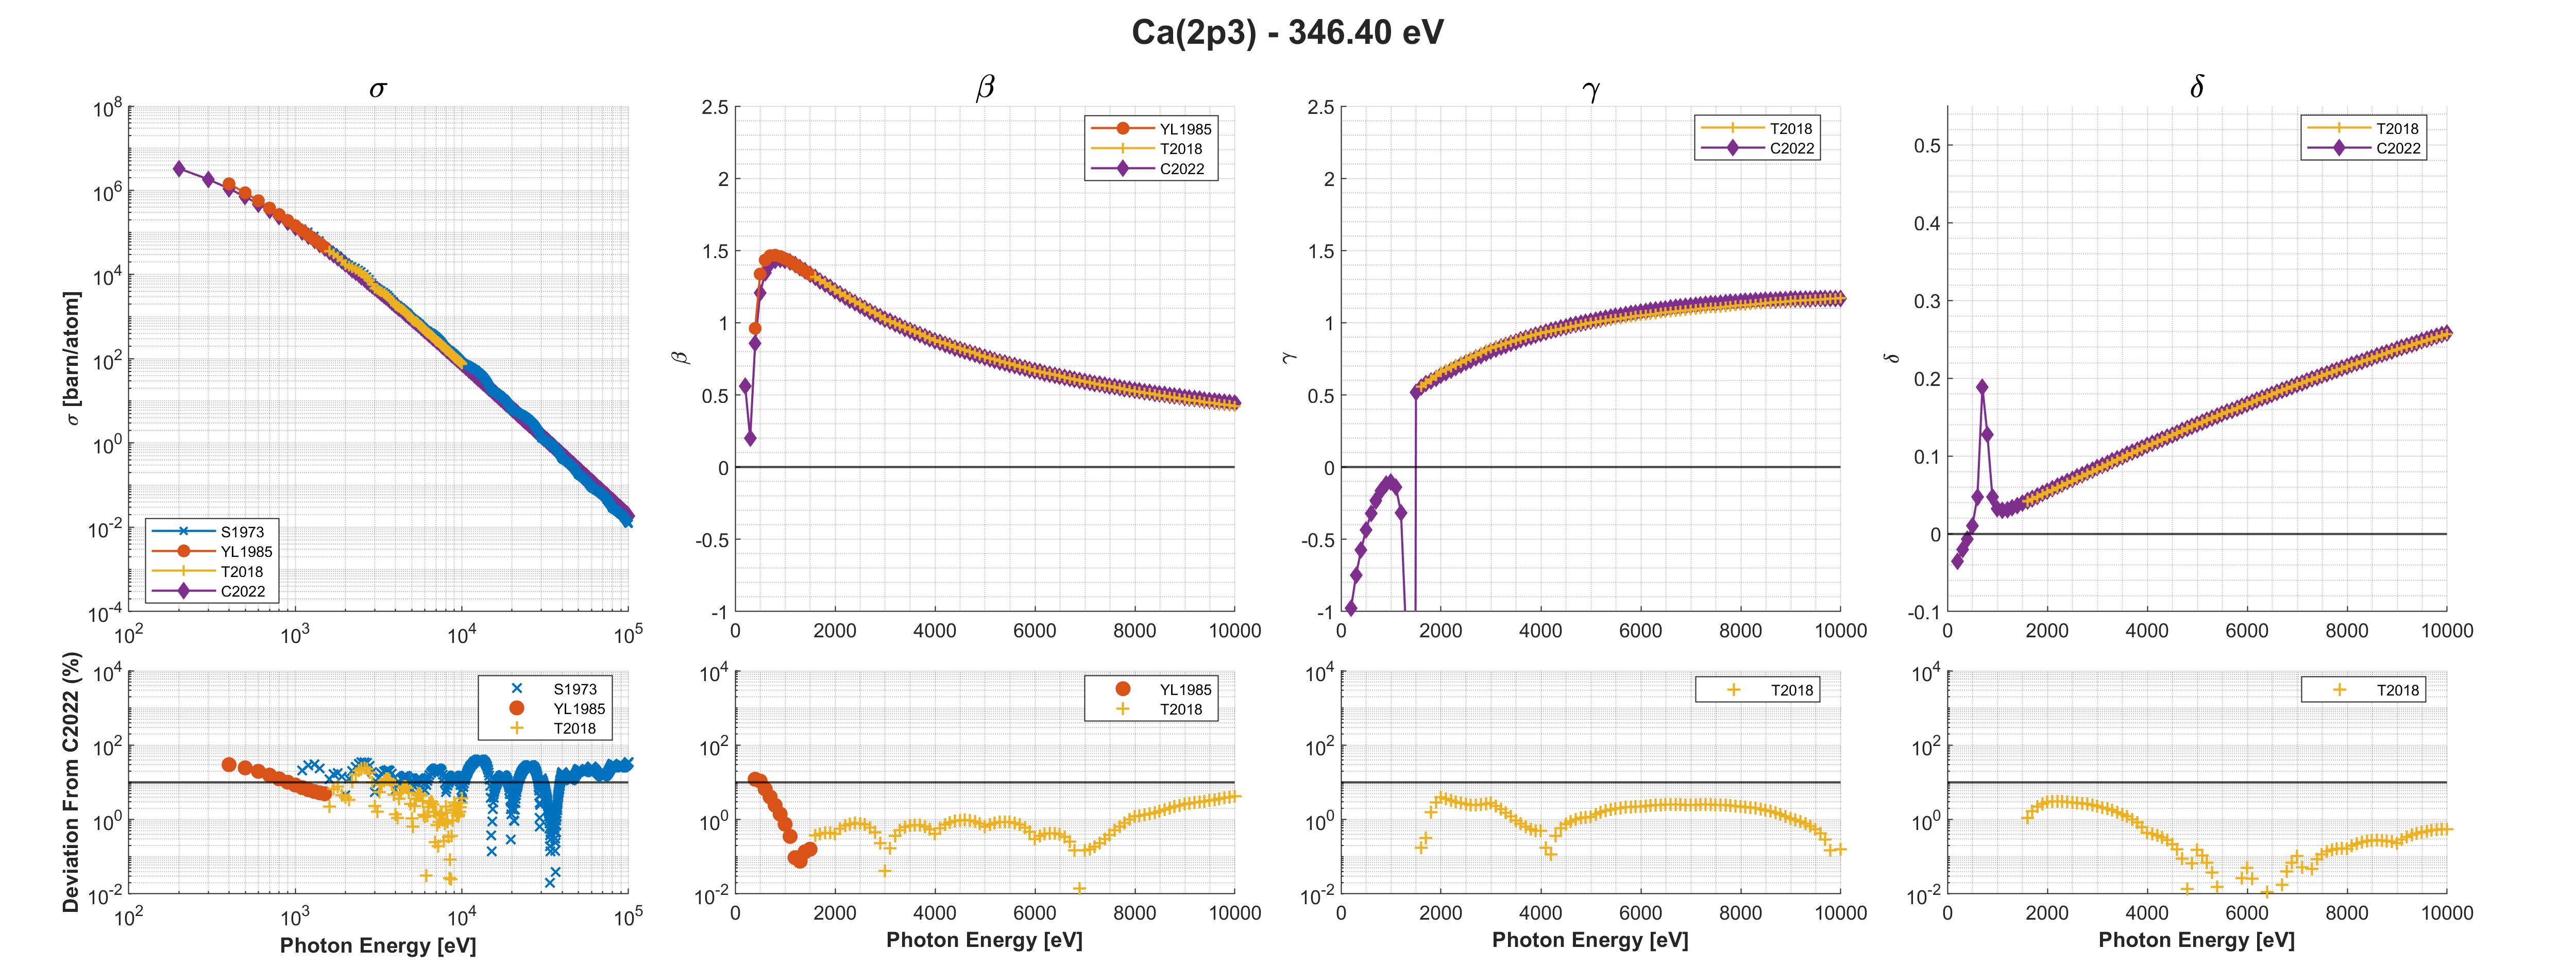 Ca(2p3) - 346.40 eV
σ
σ [barn/atom]
10^8
10^6
10^4
10^2
10^0
10^-2
10^-4
10^2
10^3
10^4
10^5
S1973
YL1985
T2018
C2022
β
β
2.5
2
1.5
1
0.5
0
-0.5
-1
0
2000
4000
6000
8000
10000
YL1985
T2018
C2022
γ
γ
2.5
2
1.5
1
0.5
0
-0.5
-1
0
2000
4000
6000
8000
10000
T2018
C2022
δ
δ
0.5
0.4
0.3
0.2
0.1
0
-0.1
0
2000
4000
6000
8000
10000
T2018
C2022
Deviation From C2022 (%)
10^4
10^2
10^0
10^-2
10^2
10^3
10^4
10^5
S1973
YL1985
T2018
Photon Energy [eV]
10^4
10^2
10^0
10^-2
0
2000
4000
6000
8000
10000
YL1985
T2018
Photon Energy [eV]
10^4
10^2
10^0
10^-2
0
2000
4000
6000
8000
10000
T2018
Photon Energy [eV]
10^4
10^2
10^0
10^-2
0
2000
4000
6000
8000
10000
T2018
Photon Energy [eV]